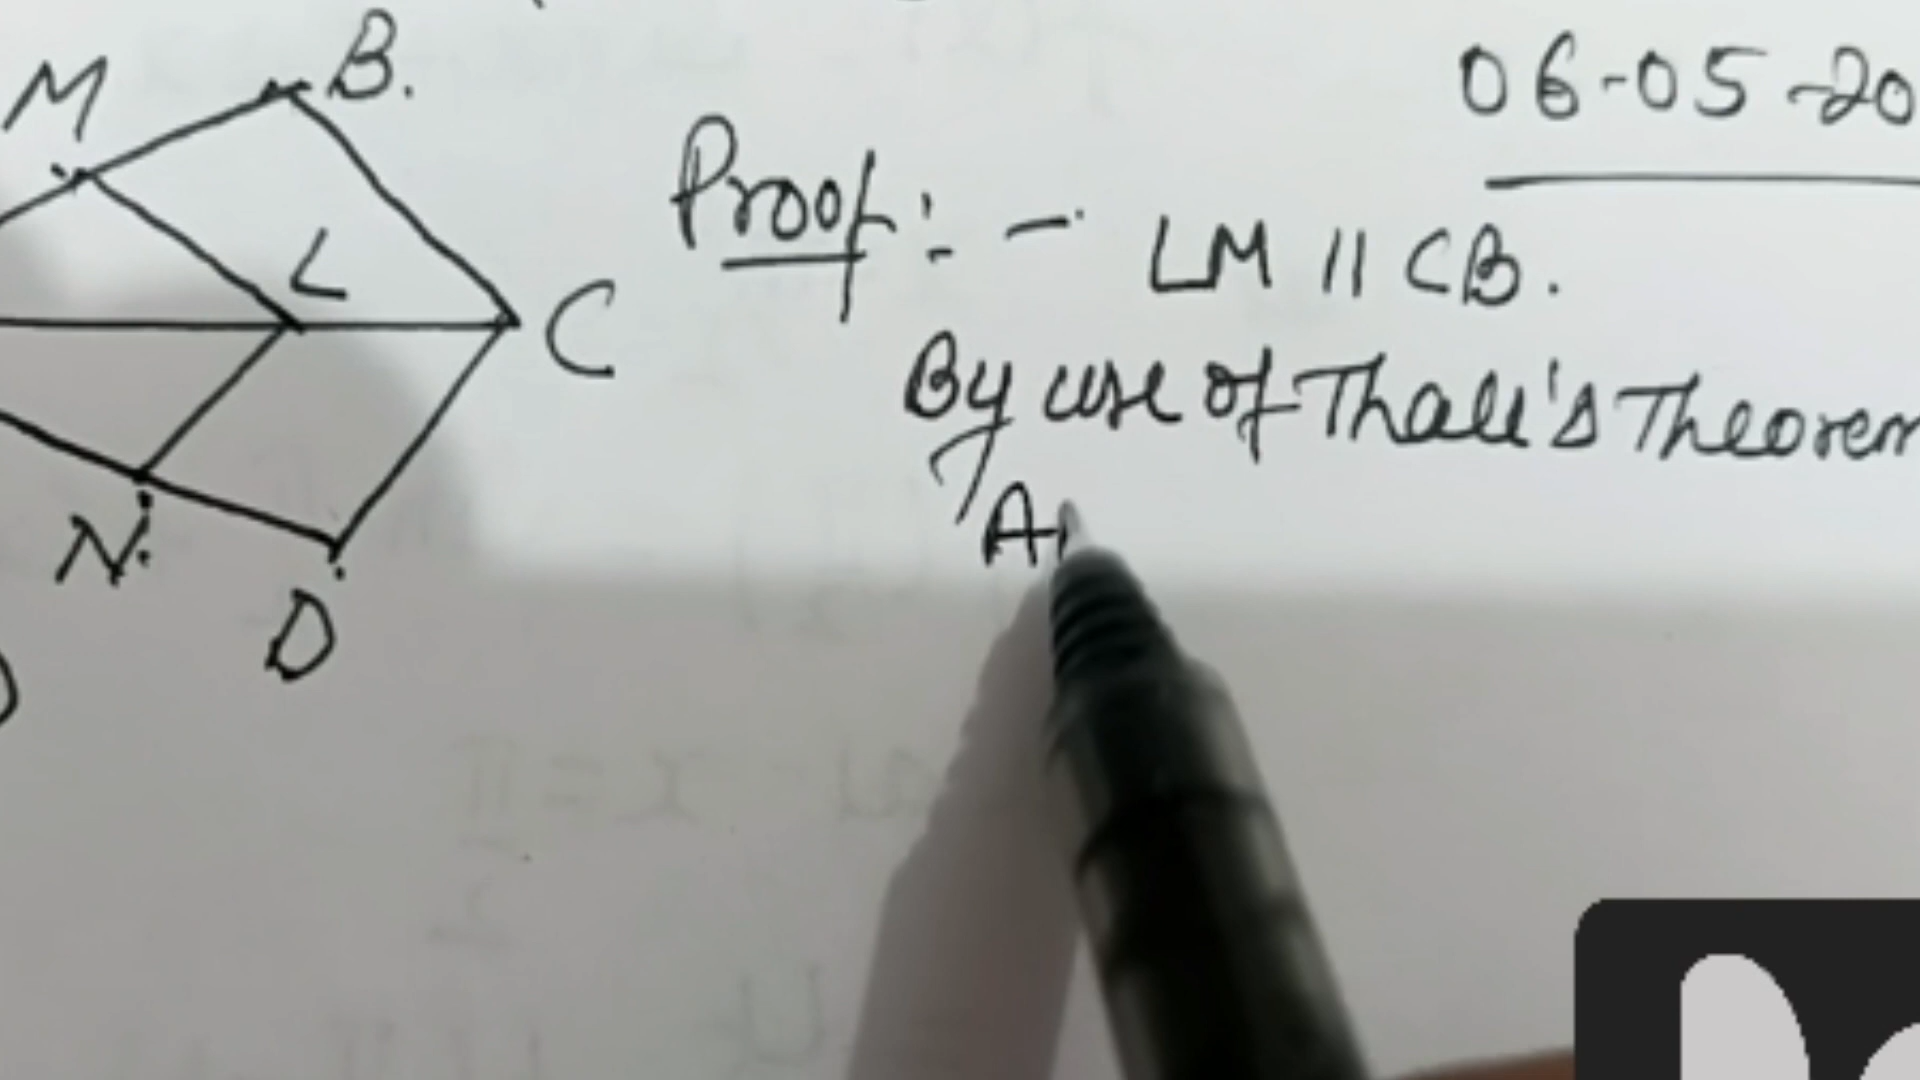 06-05-20
M
B.
L
C
N
D
Proof:- LM || CB.
By use of Thale's Theorem